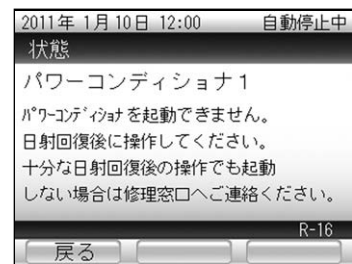 2011年 1月10日 12:00 自動停止中
状態
パワーコンディショナ1
ﾊﾟﾜｰｺﾝﾃﾞｨｼｮﾅを起動できません。
日射回復後に操作してください。
十分な日射回復後の操作でも起動
しない場合は修理窓口へご連絡ください。
R-16
戻る